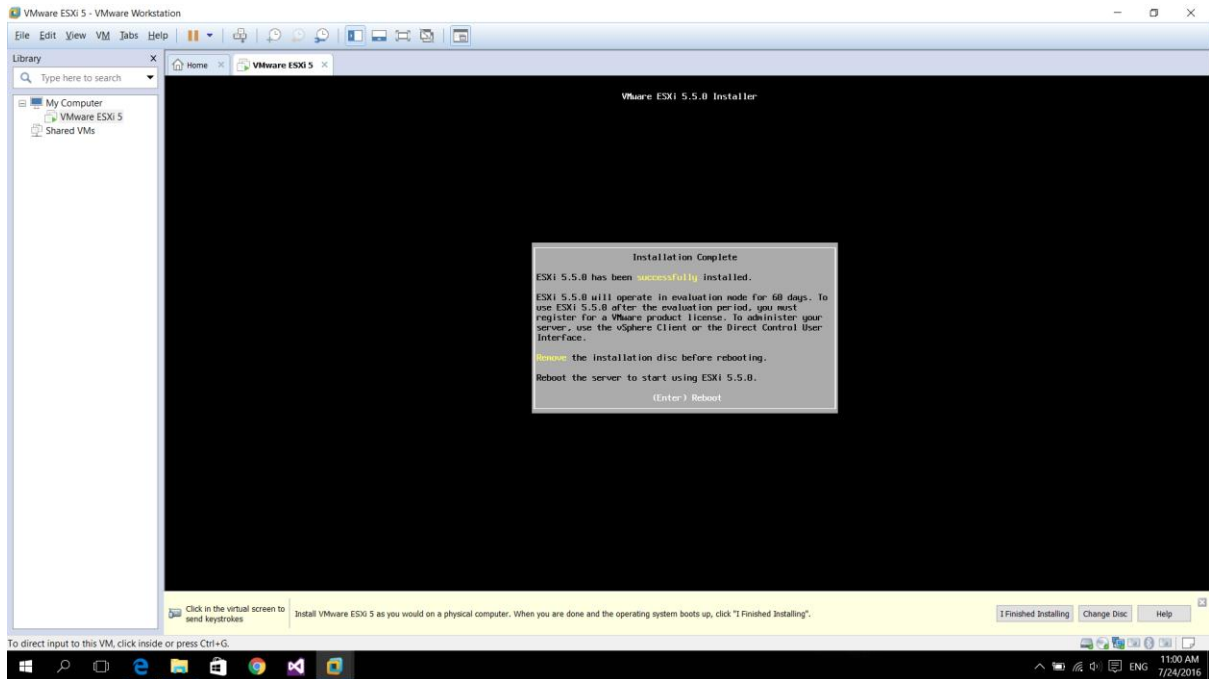 VMware ESXi 5 - VMware Workstation
File Edit View VM Tabs Help
Library
Type here to search
My Computer
VMware ESXi 5
Shared VMs
Home
VMware ESXi 5
VMware ESXi 5.5.0 Installer
Installation Complete
ESXi 5.5.0 has been successfully installed.
ESXi 5.5.0 will operate in evaluation mode for 60 days. To
use ESXi 5.5.0 after the evaluation period, you must
register for a VMware product license. To administer your
server, use the vSphere Client or the Direct Control User
Interface.
Remove the installation disc before rebooting.
Reboot the server to start using ESXi 5.5.0.
(Enter) Reboot
Click in the virtual screen to
send keystrokes
Install VMware ESXi 5 as you would on a physical computer. When you are done and the operating system boots up, click "I Finished Installing".
I Finished Installing
Change Disc
Help
To direct input to this VM, click inside or press Ctrl+G.
ENG
11:00 AM
7/24/2016